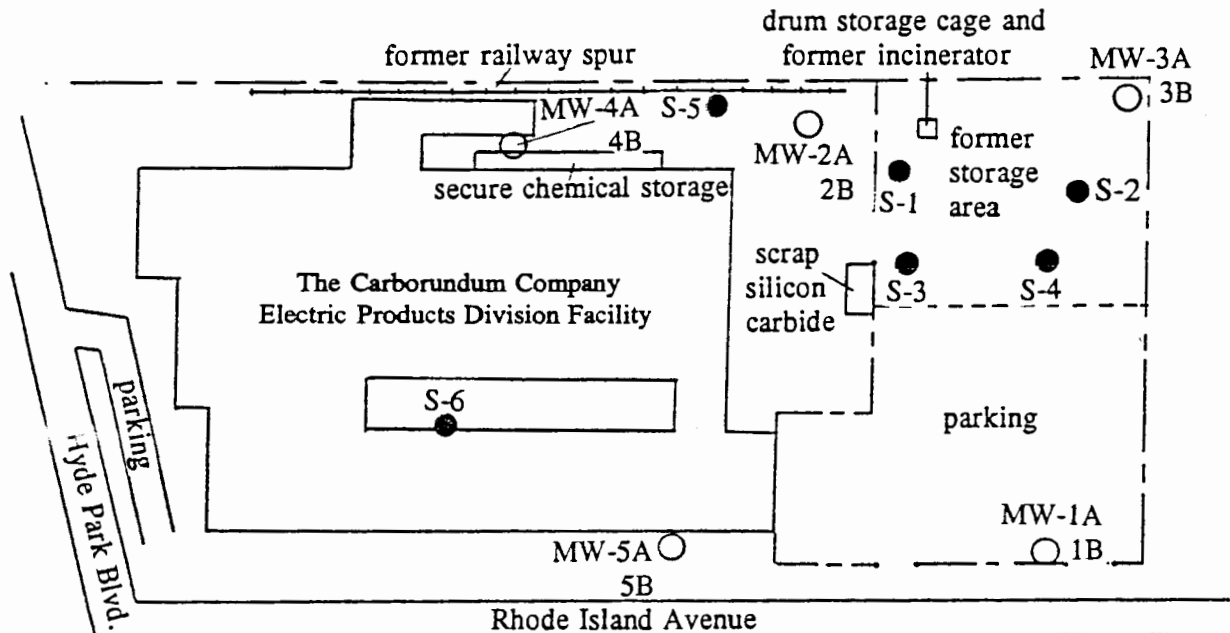 drum storage cage and
former incinerator
former railway spur
MW-3A
3B
MW-4A
4B
S-5
MW-2A
2B
former
storage
area
S-1
S-2
secure chemical storage
S-3
S-4
scrap
silicon
carbide
The Carborundum Company
Electric Products Division Facility
parking
S-6
parking
Hyde Park Blvd.
MW-1A
1B
MW-5A
5B
Rhode Island Avenue